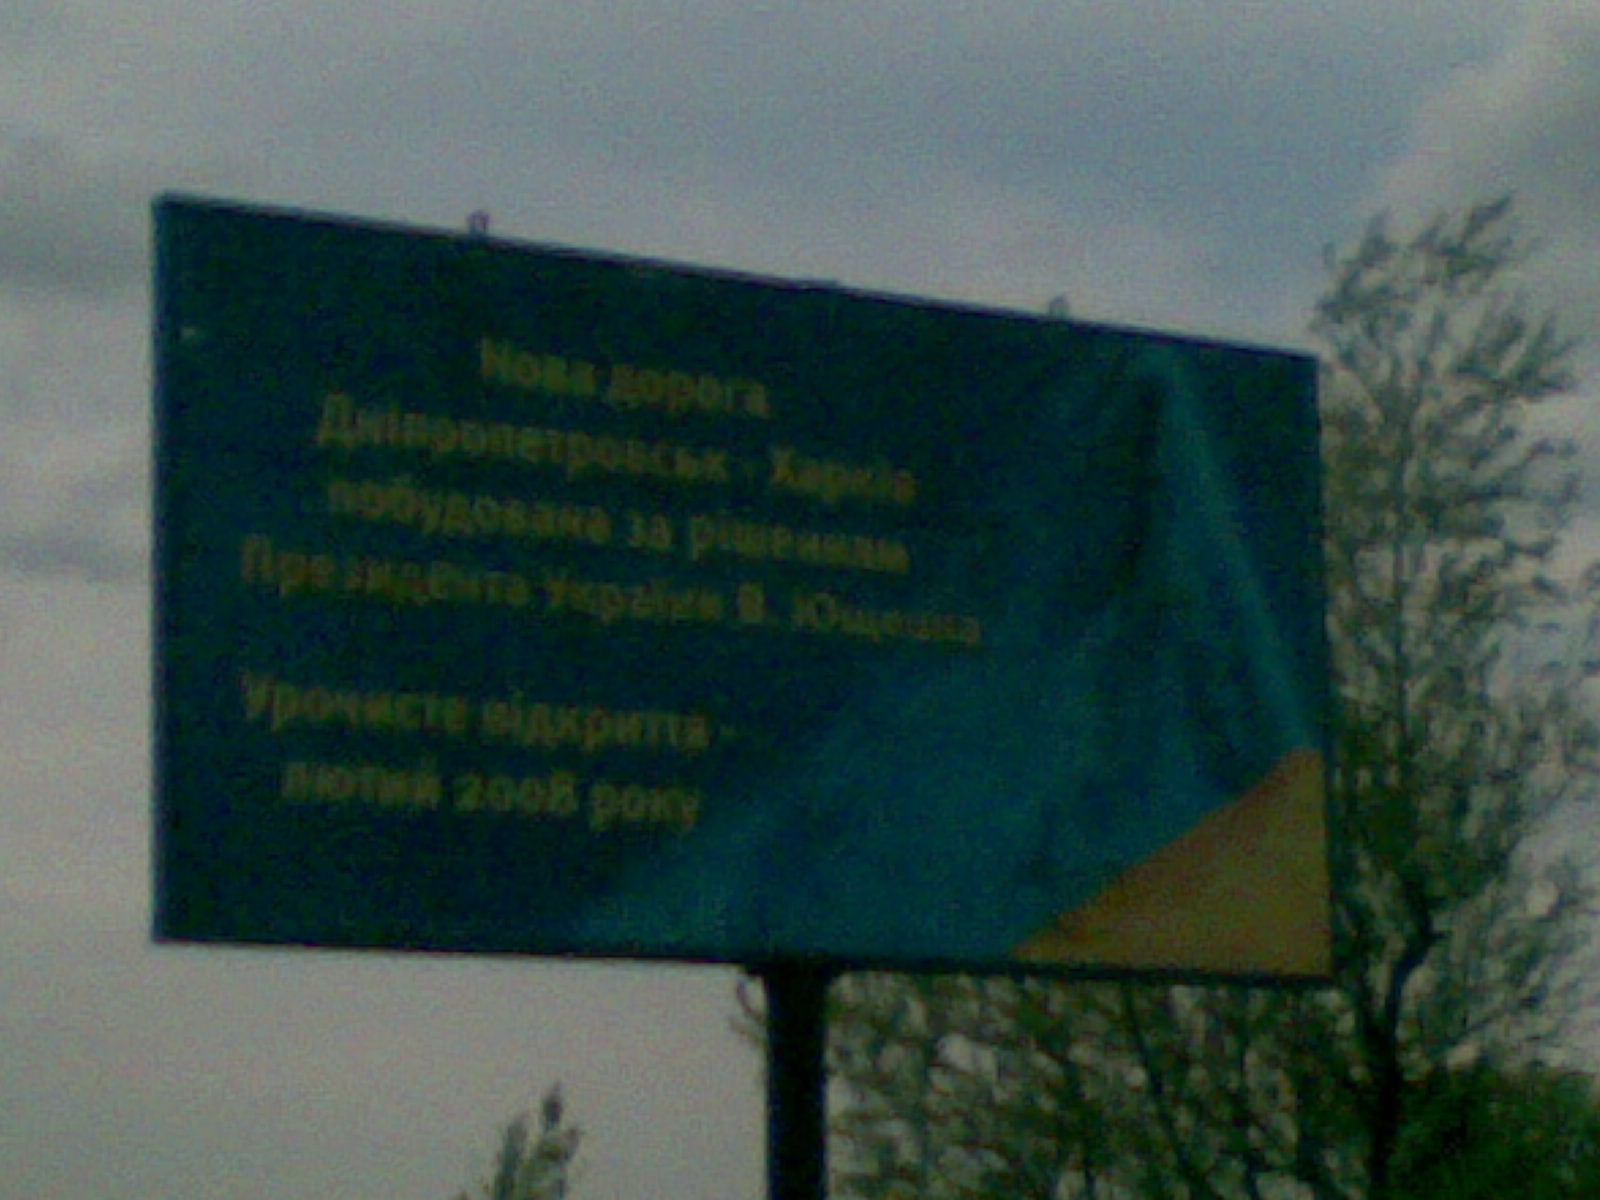 Нова дорога
Дніпропетровськ - Харків
побудована за рішенням
Президента України В. Ющенка
Урочисте відкриття -
лютий 2008 року